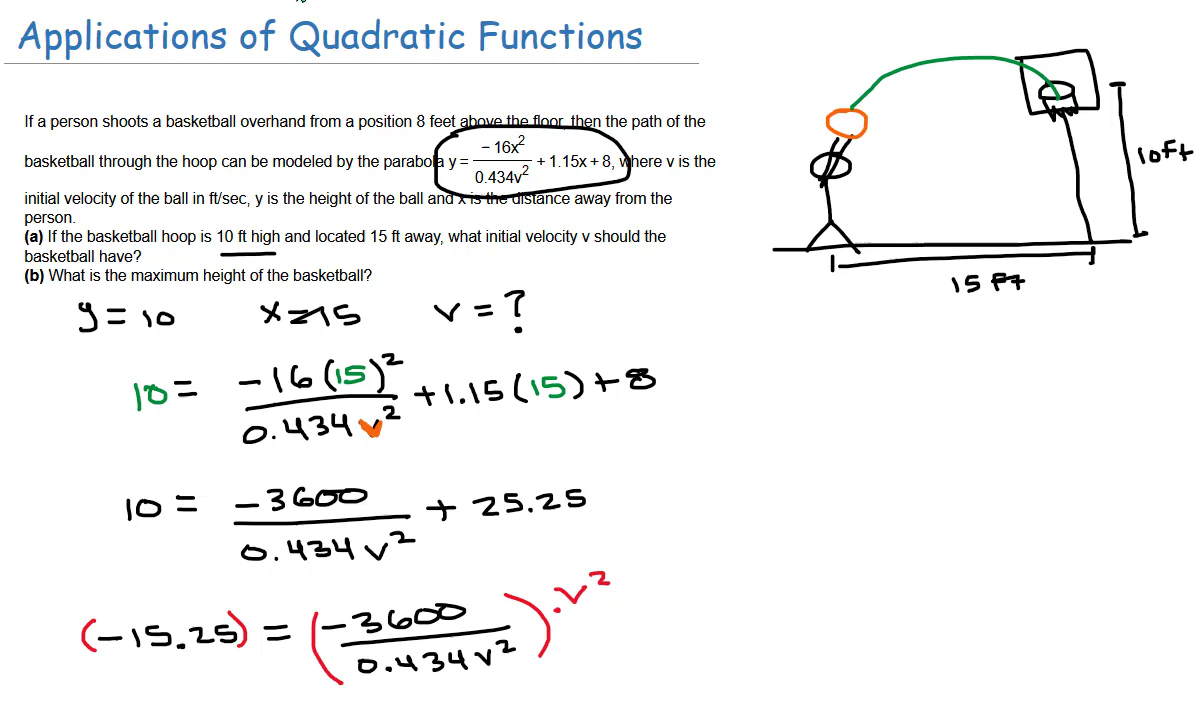 Applications of Quadratic Functions
If a person shoots a basketball overhand from a position 8 feet above the floor, then the path of the
basketball through the hoop can be modeled by the parabola y = −16x² / 0.434v² + 1.15x + 8, where v is the
initial velocity of the ball in ft/sec, y is the height of the ball and x is the distance away from the
person.
(a) If the basketball hoop is 10 ft high and located 15 ft away, what initial velocity v should the
basketball have?
(b) What is the maximum height of the basketball?
10ft
15 ft
y = 10 x = 15 v = ?
10 = −16(15)² / 0.434v² + 1.15(15) + 8
10 = −3600 / 0.434v² + 25.25
(−15.25) = (−3600 / 0.434v²) · v²